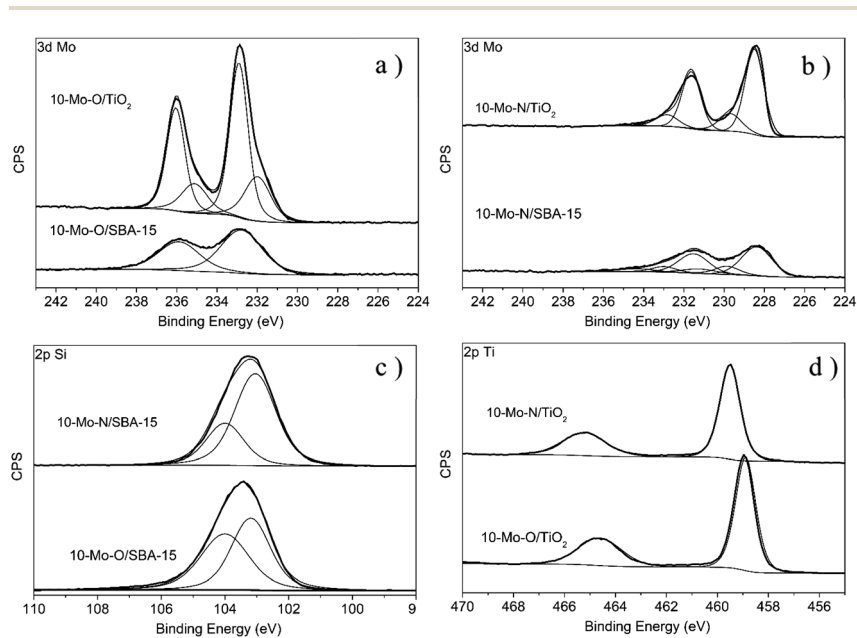 3d Mo
a )
10-Mo-O/TiO2
10-Mo-O/SBA-15
CPS
242 240 238 236 234 232 230 228 226 224
Binding Energy (eV)
3d Mo
b )
10-Mo-N/TiO2
10-Mo-N/SBA-15
CPS
242 240 238 236 234 232 230 228 226 224
Binding Energy (eV)
2p Si
c )
10-Mo-N/SBA-15
10-Mo-O/SBA-15
CPS
110 108 106 104 102 100 9
Binding Energy (eV)
2p Ti
d )
10-Mo-N/TiO2
10-Mo-O/TiO2
CPS
470 468 466 464 462 460 458 456
Binding Energy (eV)